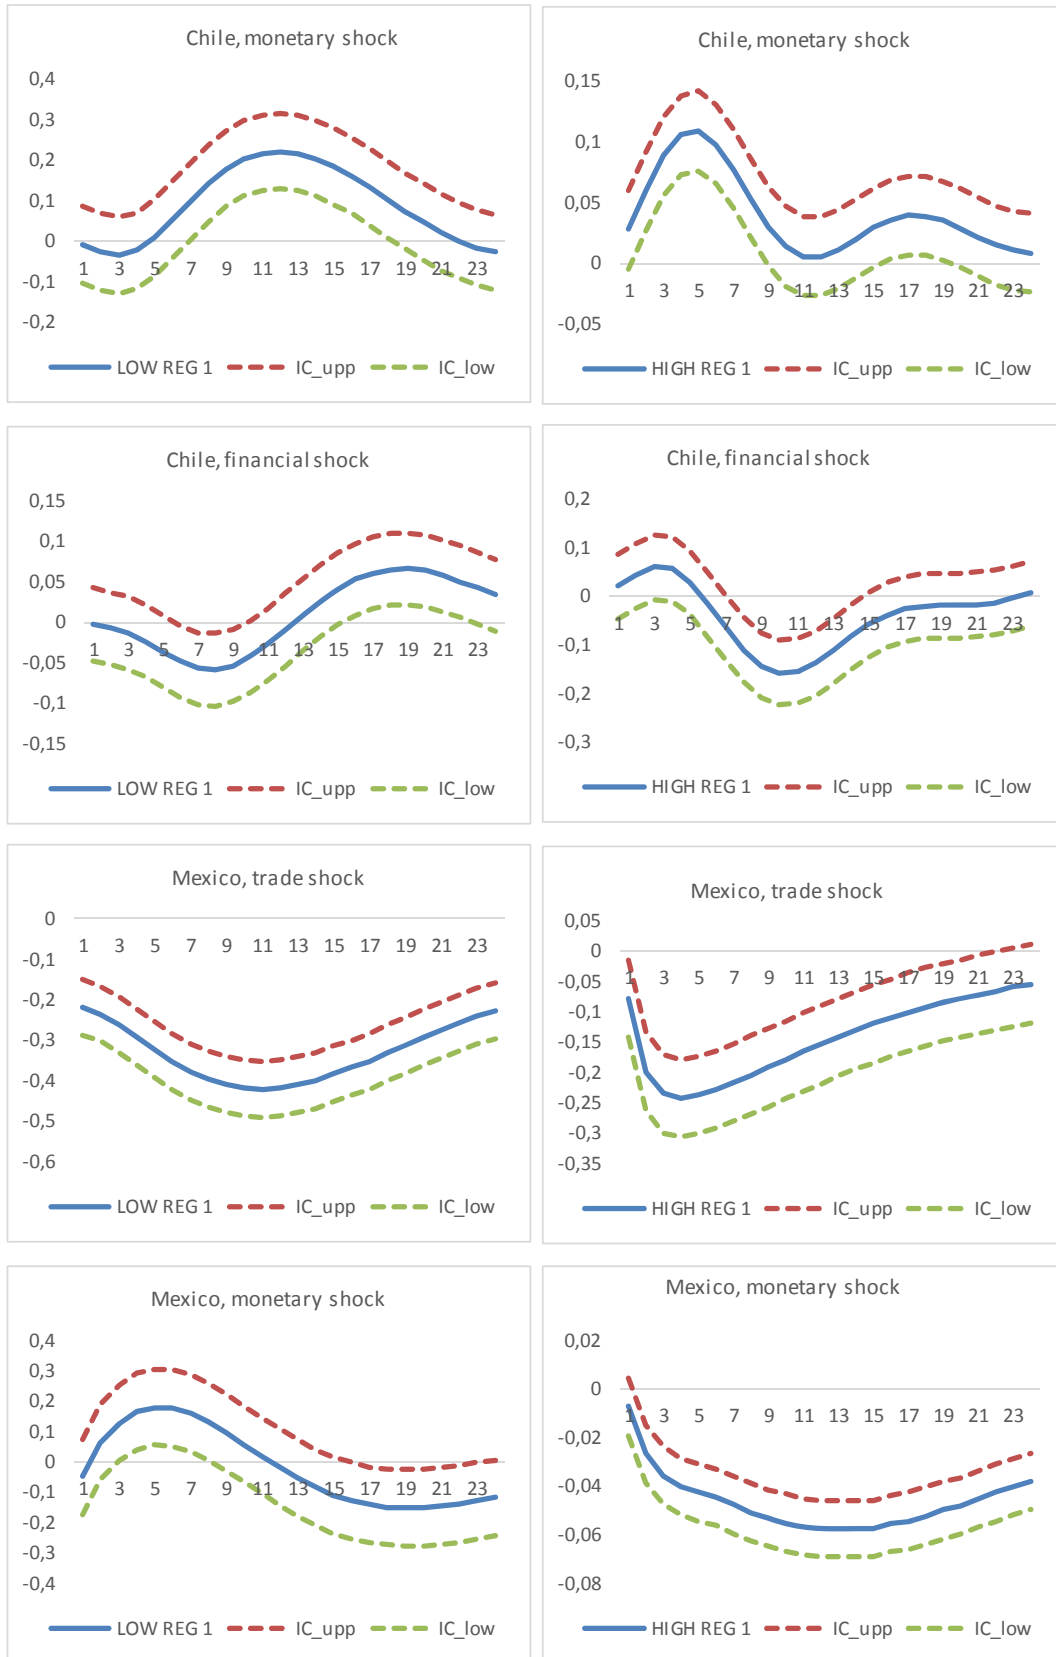 Chile, monetary shock
0,4
0,3
0,2
0,1
0
-0,1
-0,2
1 3 5 7 9 11 13 15 17 19 21 23
LOW REG 1 IC_upp IC_low
Chile, monetary shock
0,15
0,1
0,05
0
-0,05
1 3 5 7 9 11 13 15 17 19 21 23
HIGH REG 1 IC_upp IC_low
Chile, financial shock
0,15
0,1
0,05
0
-0,05
-0,1
-0,15
1 3 5 7 9 11 13 15 17 19 21 23
LOW REG 1 IC_upp IC_low
Chile, financial shock
0,2
0,1
0
-0,1
-0,2
-0,3
1 3 5 7 9 11 13 15 17 19 21 23
HIGH REG 1 IC_upp IC_low
Mexico, trade shock
0
-0,1
-0,2
-0,3
-0,4
-0,5
-0,6
1 3 5 7 9 11 13 15 17 19 21 23
LOW REG 1 IC_upp IC_low
Mexico, trade shock
0,05
0
-0,05
-0,1
-0,15
-0,2
-0,25
-0,3
-0,35
1 3 5 7 9 11 13 15 17 19 21 23
HIGH REG 1 IC_upp IC_low
Mexico, monetary shock
0,4
0,3
0,2
0,1
0
-0,1
-0,2
-0,3
-0,4
1 3 5 7 9 11 13 15 17 19 21 23
LOW REG 1 IC_upp IC_low
Mexico, monetary shock
0,02
0
-0,02
-0,04
-0,06
-0,08
1 3 5 7 9 11 13 15 17 19 21 23
HIGH REG 1 IC_upp IC_low